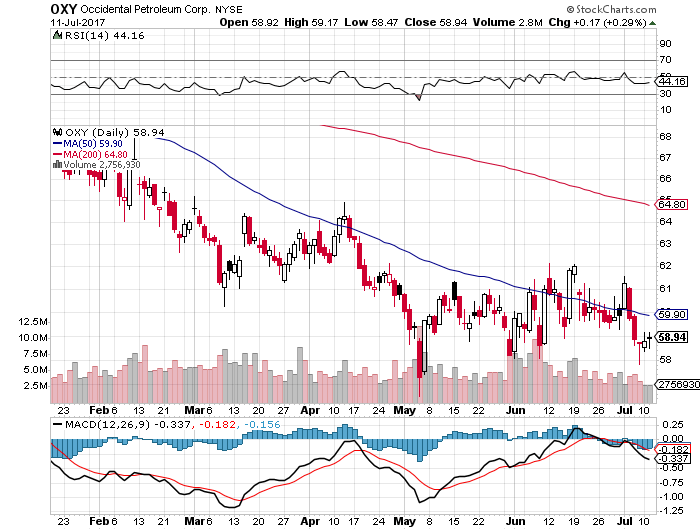 OXY Occidental Petroleum Corp. NYSE © StockCharts.com
11-Jul-2017 Open 58.92 High 59.17 Low 58.47 Close 58.94 Volume 2.8M Chg +0.17 (+0.29%)
RSI(14) 44.16
90
70
50
44.16
30
10
OXY (Daily) 58.94
MA(50) 59.90
MA(200) 64.80
Volume 2,756,930
68
67
66
64.80
64
63
62
61
59.90
58.94
58
2756930
12.5M
10.0M
7.5M
5.0M
2.5M
23 Feb 6 13 21 27 Mar 6 13 20 27 Apr 10 17 24 May 8 15 22 Jun 12 19 26 Jul 10
MACD(12,26,9) -0.337, -0.182, -0.156
0.25
0.00
-0.182
-0.337
-0.50
-0.75
-1.00
-1.25
23 Feb 6 13 21 27 Mar 6 13 20 27 Apr 10 17 24 May 8 15 22 Jun 12 19 26 Jul 10